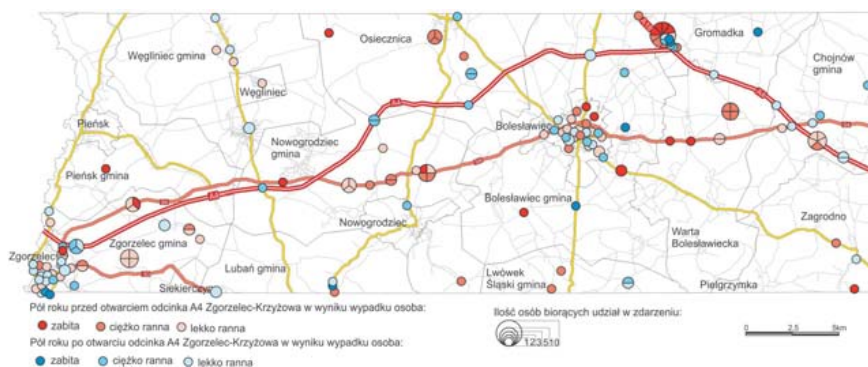 Węgliniec gmina
Osiecznica
Gromadka
Chojnów
gmina
Węgliniec
Pieńsk
Nowogrodziec
gmina
Bolesławiec
Pieńsk gmina
Bolesławiec gmina
Nowogrodziec
Zagrodno
Warta
Bolesławiecka
Zgorzelec
Zgorzelec gmina
Lubań gmina
Lwówek
Śląski gmina
Pielgrzymka
Siekierczyn
Pół roku przed otwarciem odcinka A4 Zgorzelec-Krzyżowa w wyniku wypadku osoba:
zabita
ciężko ranna
lekko ranna
Pół roku po otwarciu odcinka A4 Zgorzelec-Krzyżowa w wyniku wypadku osoba:
zabita
ciężko ranna
lekko ranna
Ilość osób biorących udział w zdarzeniu:
1 2 3 5 10
0 2,5 5km